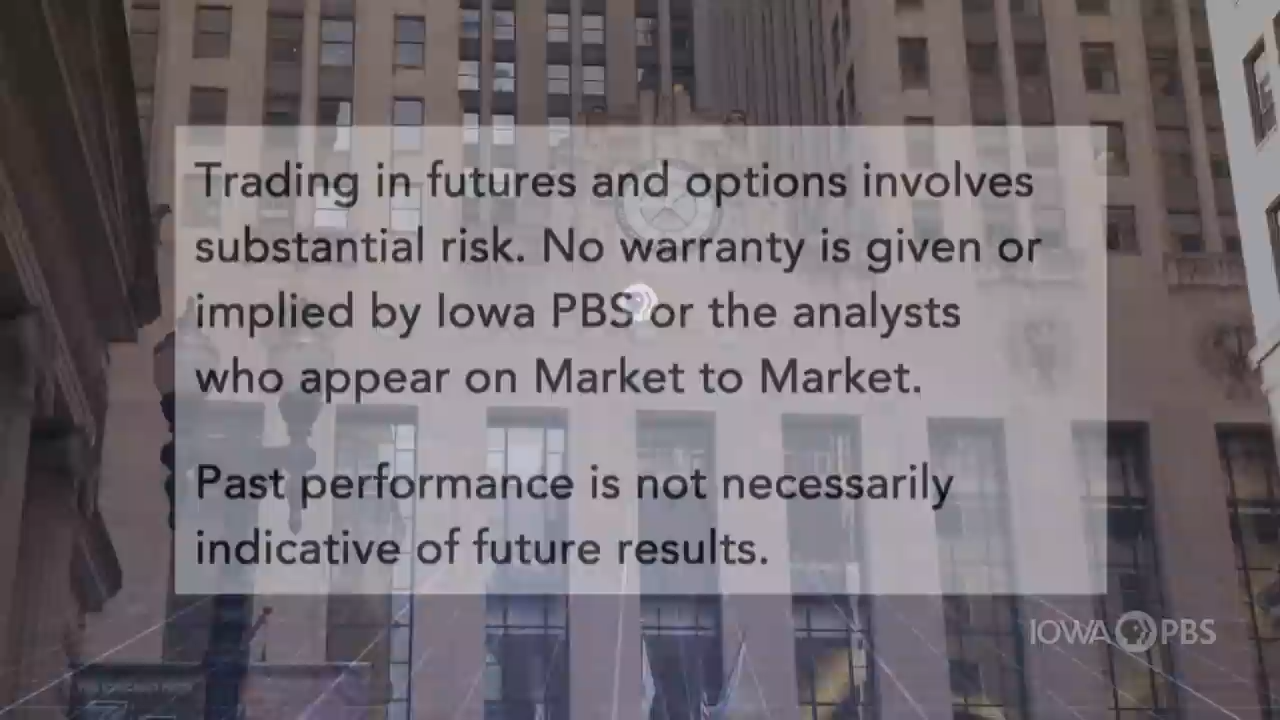 Trading in futures and options involves
substantial risk. No warranty is given or
implied by Iowa PBS or the analysts
who appear on Market to Market.
Past performance is not necessarily
indicative of future results.
IOWA PBS